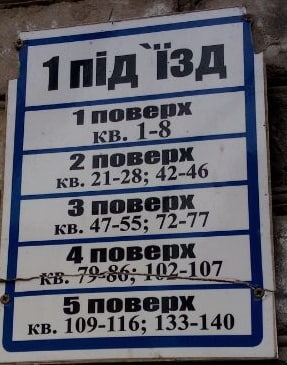 1 під`їзд
1 поверх
кв. 1-8
2 поверх
кв. 21-28; 42-46
3 поверх
кв. 47-55; 72-77
4 поверх
кв. 79-86; 102-107
5 поверх
кв. 109-116; 133-140